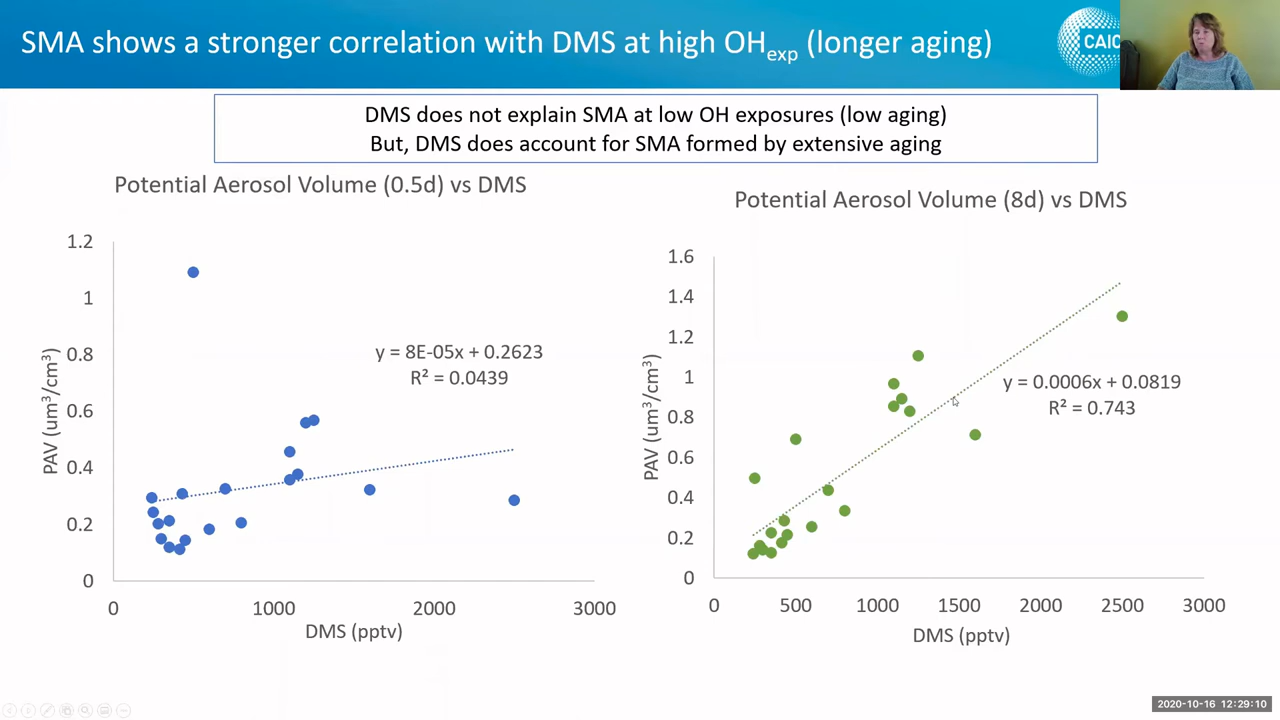 SMA shows a stronger correlation with DMS at high OHexp (longer aging)
CAIC
DMS does not explain SMA at low OH exposures (low aging)
But, DMS does account for SMA formed by extensive aging
Potential Aerosol Volume (0.5d) vs DMS
1.2
1
0.8
0.6
0.4
0.2
0
PAV (um³/cm³)
y = 8E-05x + 0.2623
R² = 0.0439
0
1000
2000
3000
DMS (pptv)
Potential Aerosol Volume (8d) vs DMS
1.6
1.4
1.2
1
0.8
0.6
0.4
0.2
0
PAV (um³/cm³)
y = 0.0006x + 0.0819
R² = 0.743
0
500
1000
1500
2000
2500
3000
DMS (pptv)
2020-10-16 12:29:10